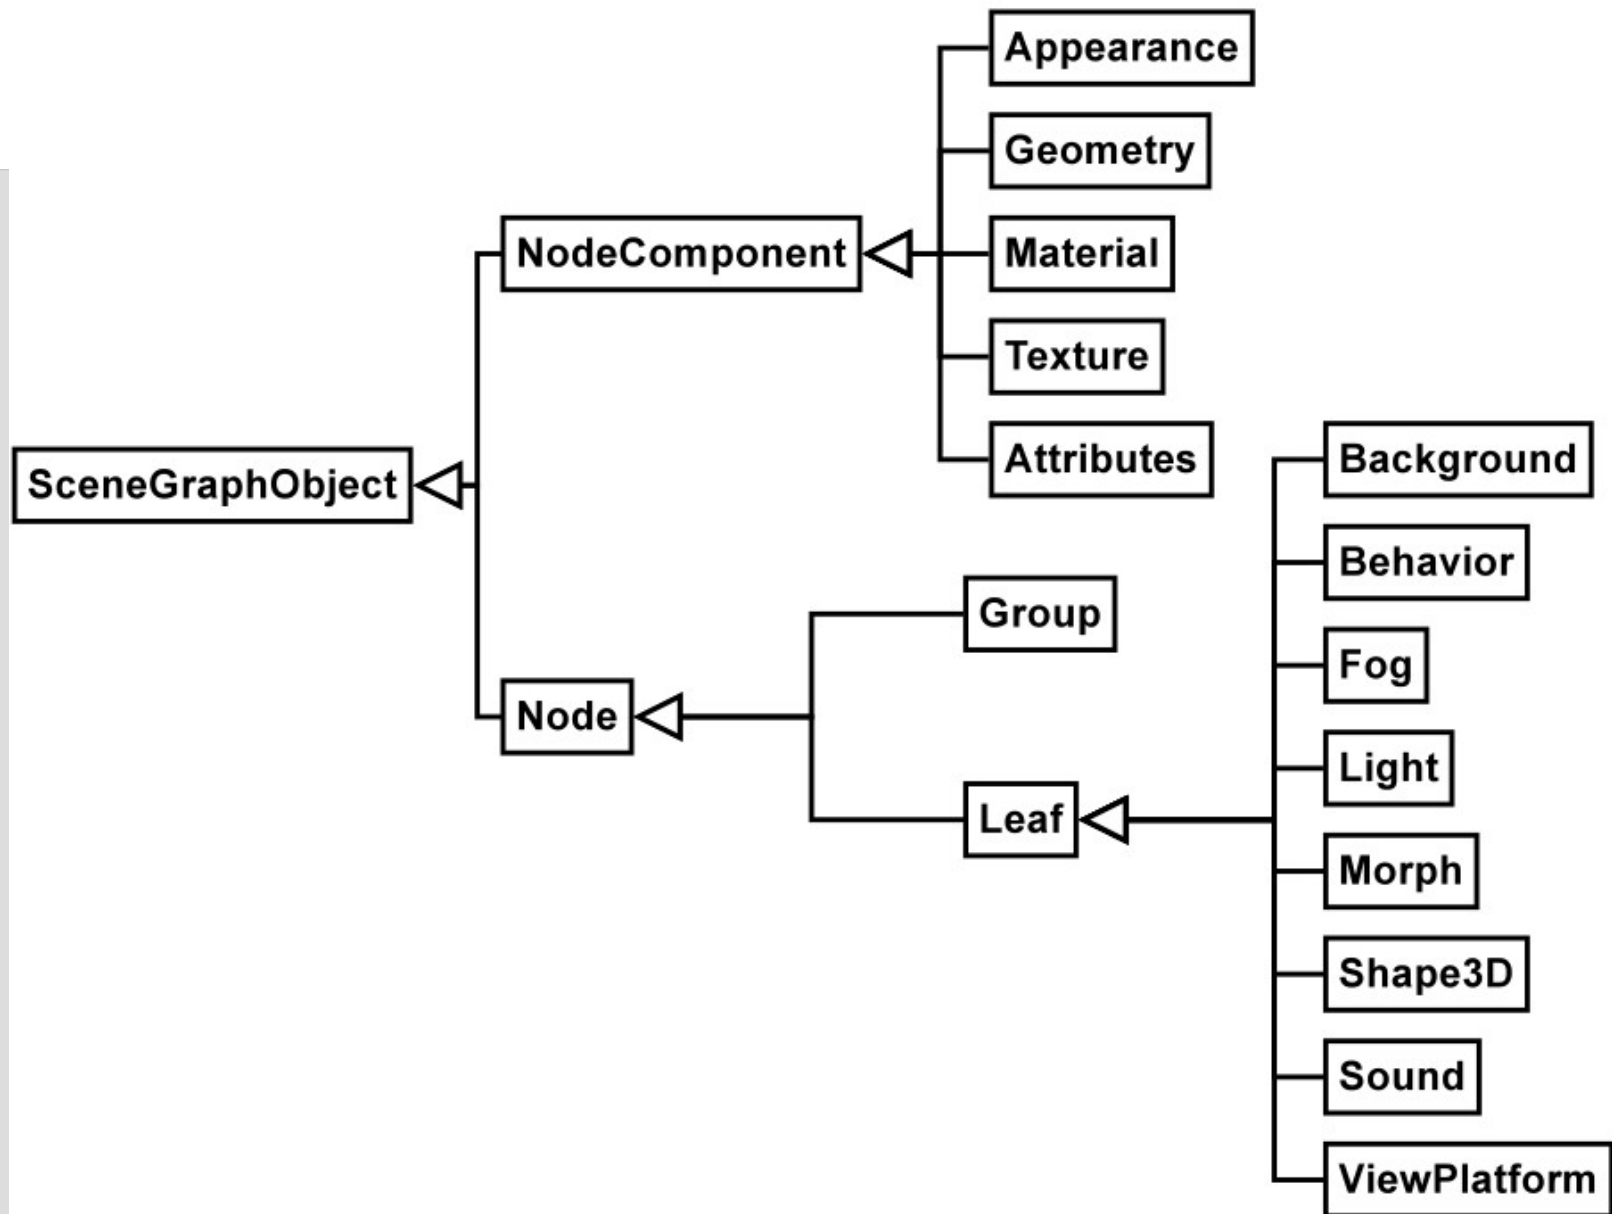 Appearance
Geometry
NodeComponent
Material
Texture
SceneGraphObject
Attributes
Background
Behavior
Group
Fog
Node
Light
Leaf
Morph
Shape3D
Sound
ViewPlatform